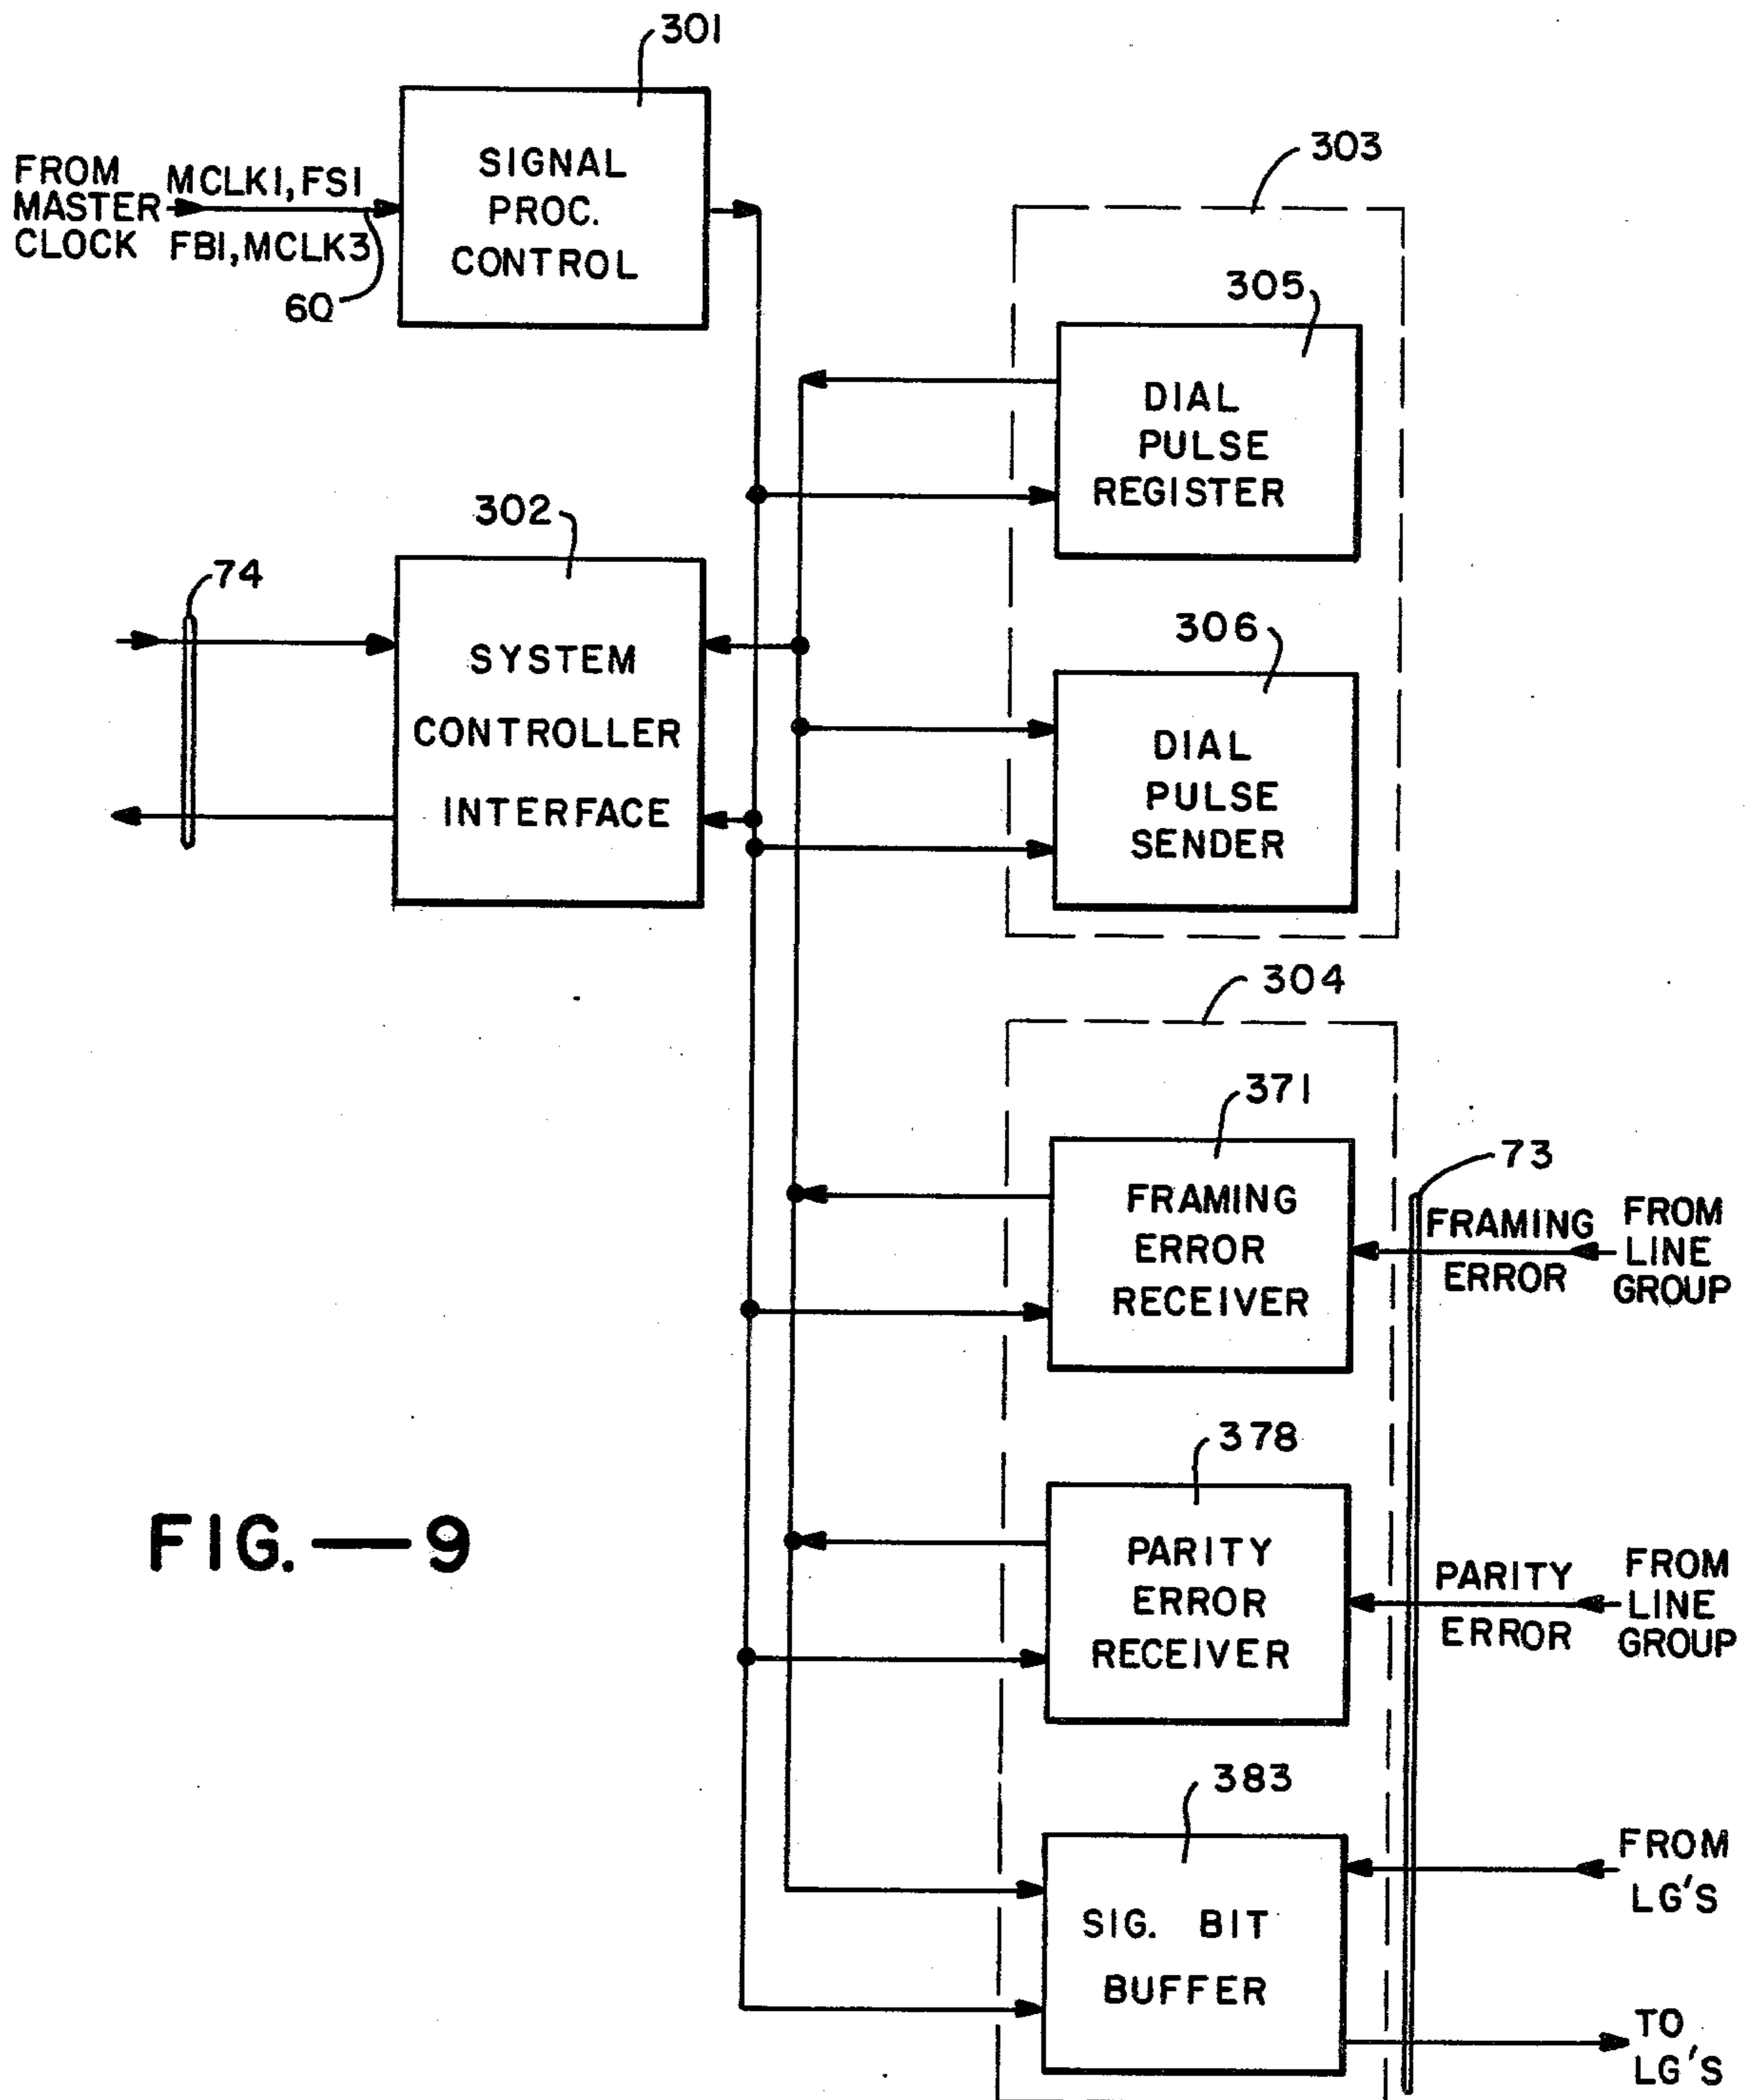 301
SIGNAL
PROC.
CONTROL
FROM
MASTER
CLOCK
MCLK1, FS1
FB1, MCLK3
60
303
305
DIAL
PULSE
REGISTER
302
74
SYSTEM
CONTROLLER
INTERFACE
306
DIAL
PULSE
SENDER
304
371
FRAMING
ERROR
RECEIVER
73
FRAMING
ERROR
FROM
LINE
GROUP
378
PARITY
ERROR
RECEIVER
PARITY
ERROR
FROM
LINE
GROUP
FIG.—9
383
SIG. BIT
BUFFER
FROM
LG'S
TO
LG'S